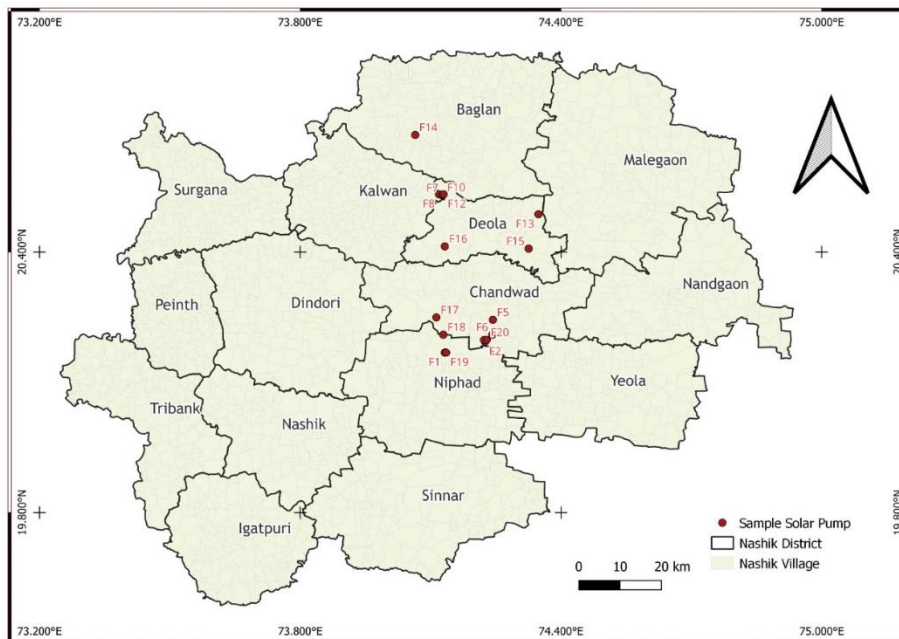 73.200°E 73.800°E 74.400°E 75.000°E
Baglan
F14
Malegaon
Surgana
Kalwan
F7 F10
F8 F12
Deola
F13
F16
F15
20.400°N 20.400°N
Nandgaon
Peinth
Dindori
Chandwad
F17
F5
F18
F6 F20
F2
F1 F19
Niphad
Yeola
Tribank
Nashik
Sinnar
19.800°N 19.800°N
Igatpuri
Sample Solar Pump
Nashik District
Nashik Village
0 10 20 km
73.200°E 73.800°E 74.400°E 75.000°E